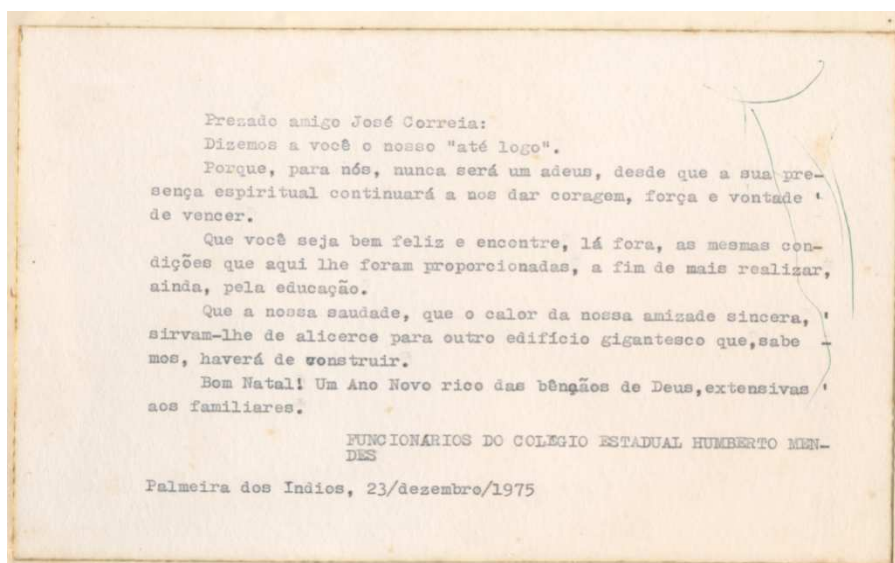 Prezado amigo José Correia:
Dizemos a você o nosso "até logo".
Porque, para nós, nunca será um adeus, desde que a sua pre-
sença espiritual continuará a nos dar coragem, força e vontade '
de vencer.
Que você seja bem feliz e encontre, lá fora, as mesmas con-
dições que aqui lhe foram proporcionadas, a fim de mais realizar,
ainda, pela educação.
Que a nossa saudade, que o calor da nossa amizade sincera, '
sirvam-lhe de alicerce para outro edifício gigantesco que,sabe -
mos, haverá de construir.
Bom Natal! Um Ano Novo rico das bênçãos de Deus,extensivas '
aos familiares.
FUNCIONÁRIOS DO COLÉGIO ESTADUAL HUMBERTO MEN-
DES
Palmeira dos Indios, 23/dezembro/1975